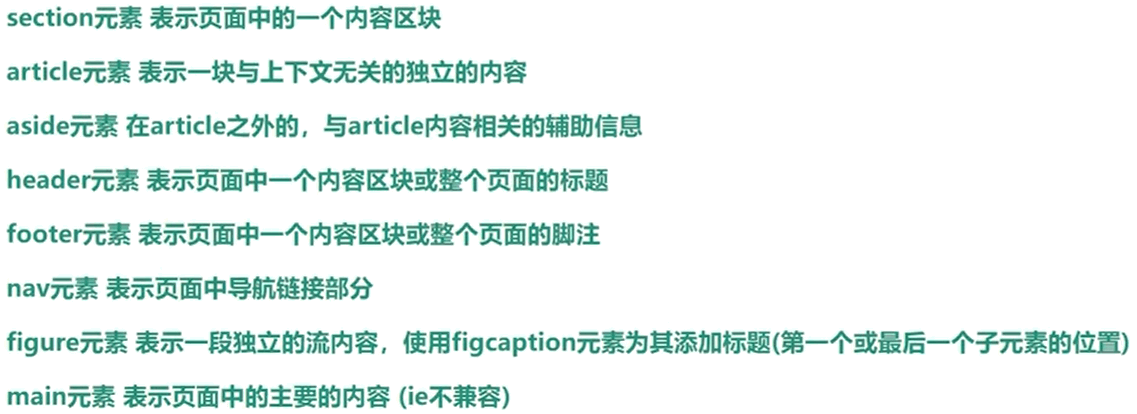 section元素 表示页面中的一个内容区块
article元素 表示一块与上下文无关的独立的内容
aside元素 在article之外的，与article内容相关的辅助信息
header元素 表示页面中一个内容区块或整个页面的标题
footer元素 表示页面中一个内容区块或整个页面的脚注
nav元素 表示页面中导航链接部分
figure元素 表示一段独立的流内容，使用figcaption元素为其添加标题(第一个或最后一个子元素的位置)
main元素 表示页面中的主要的内容 (ie不兼容)